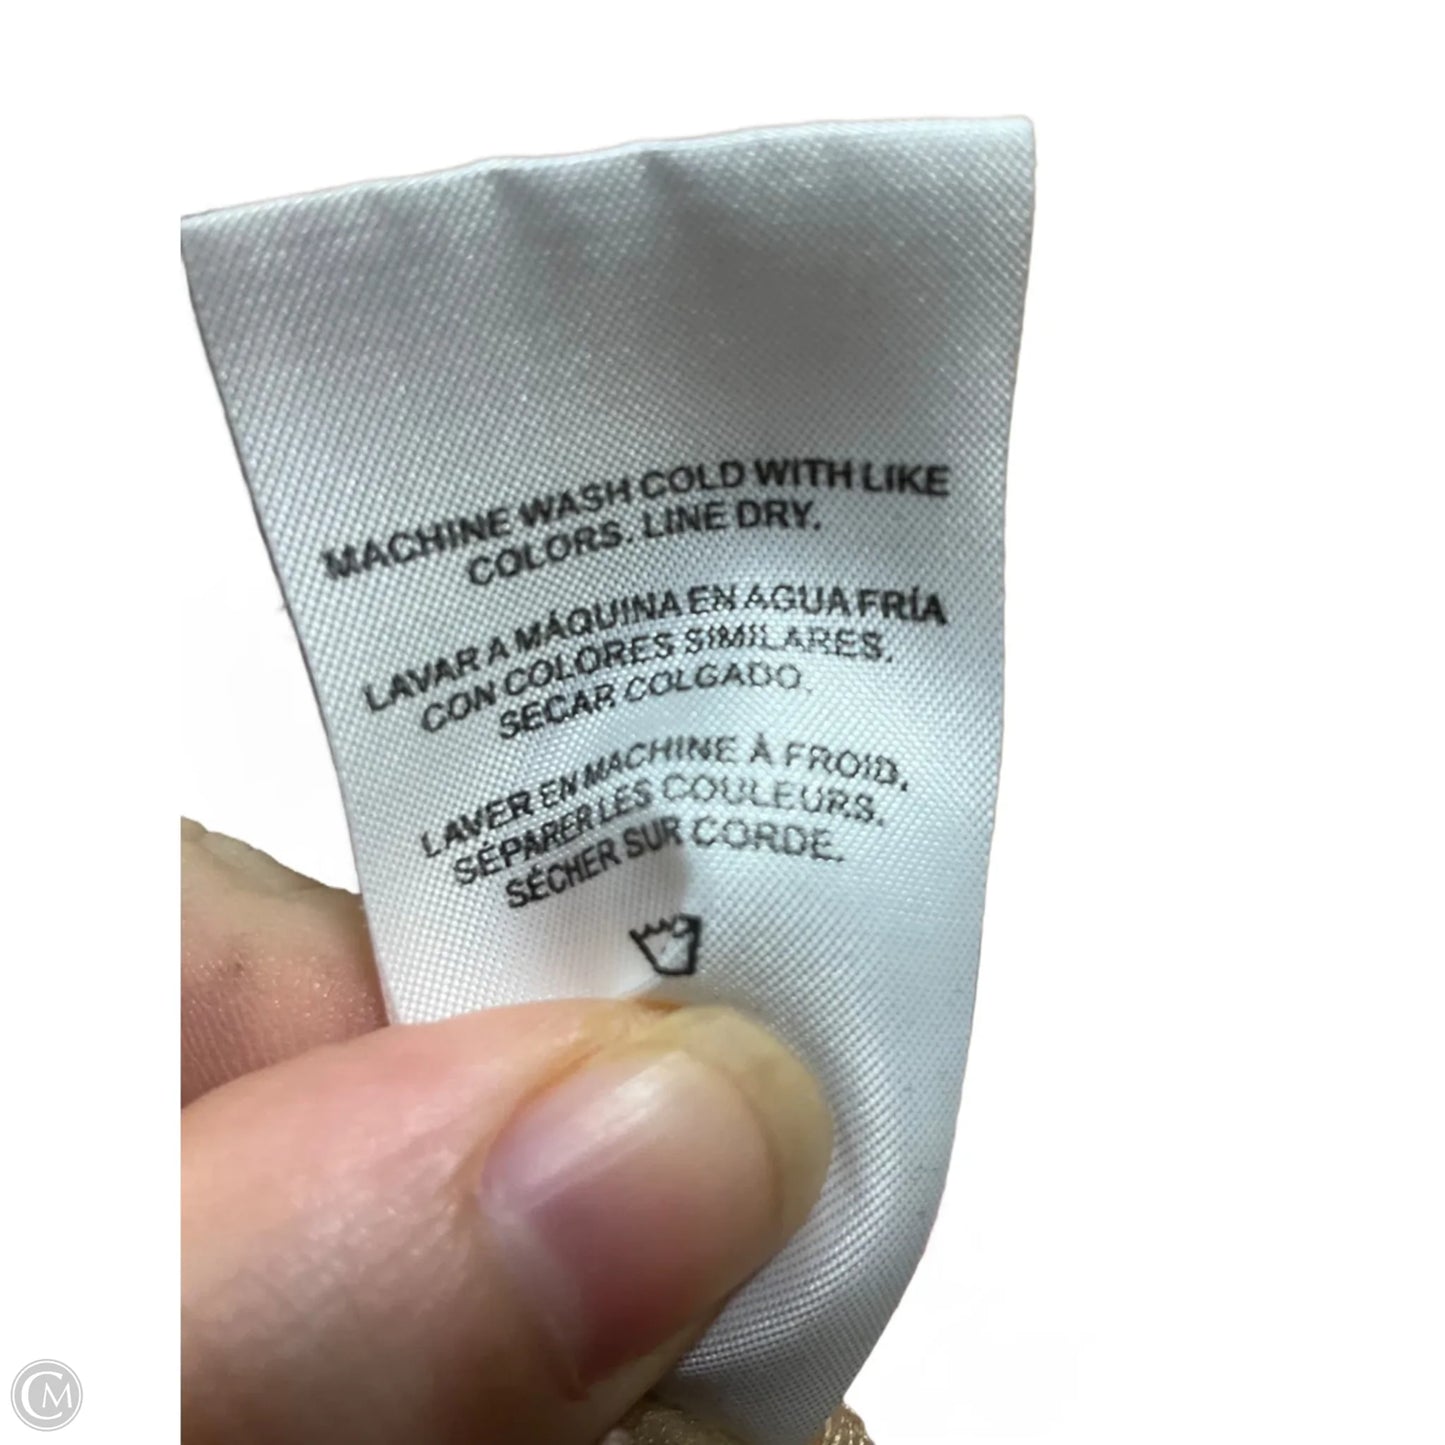 MACHINE WASH COLD WITH LIKE
COLORS. LINE DRY.
LAVAR A MÁQUINA EN AGUA FRÍA
CON COLORES SIMILARES.
SECAR COLGADO.
LAVER EN MACHINE À FROID.
SÉPARER LES COULEURS.
SÉCHER SUR CORDE.
CM